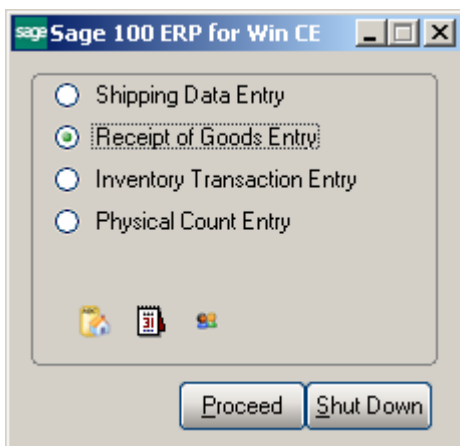 sage Sage 100 ERP for Win CE
Shipping Data Entry
Receipt of Goods Entry
Inventory Transaction Entry
Physical Count Entry
31
Proceed Shut Down